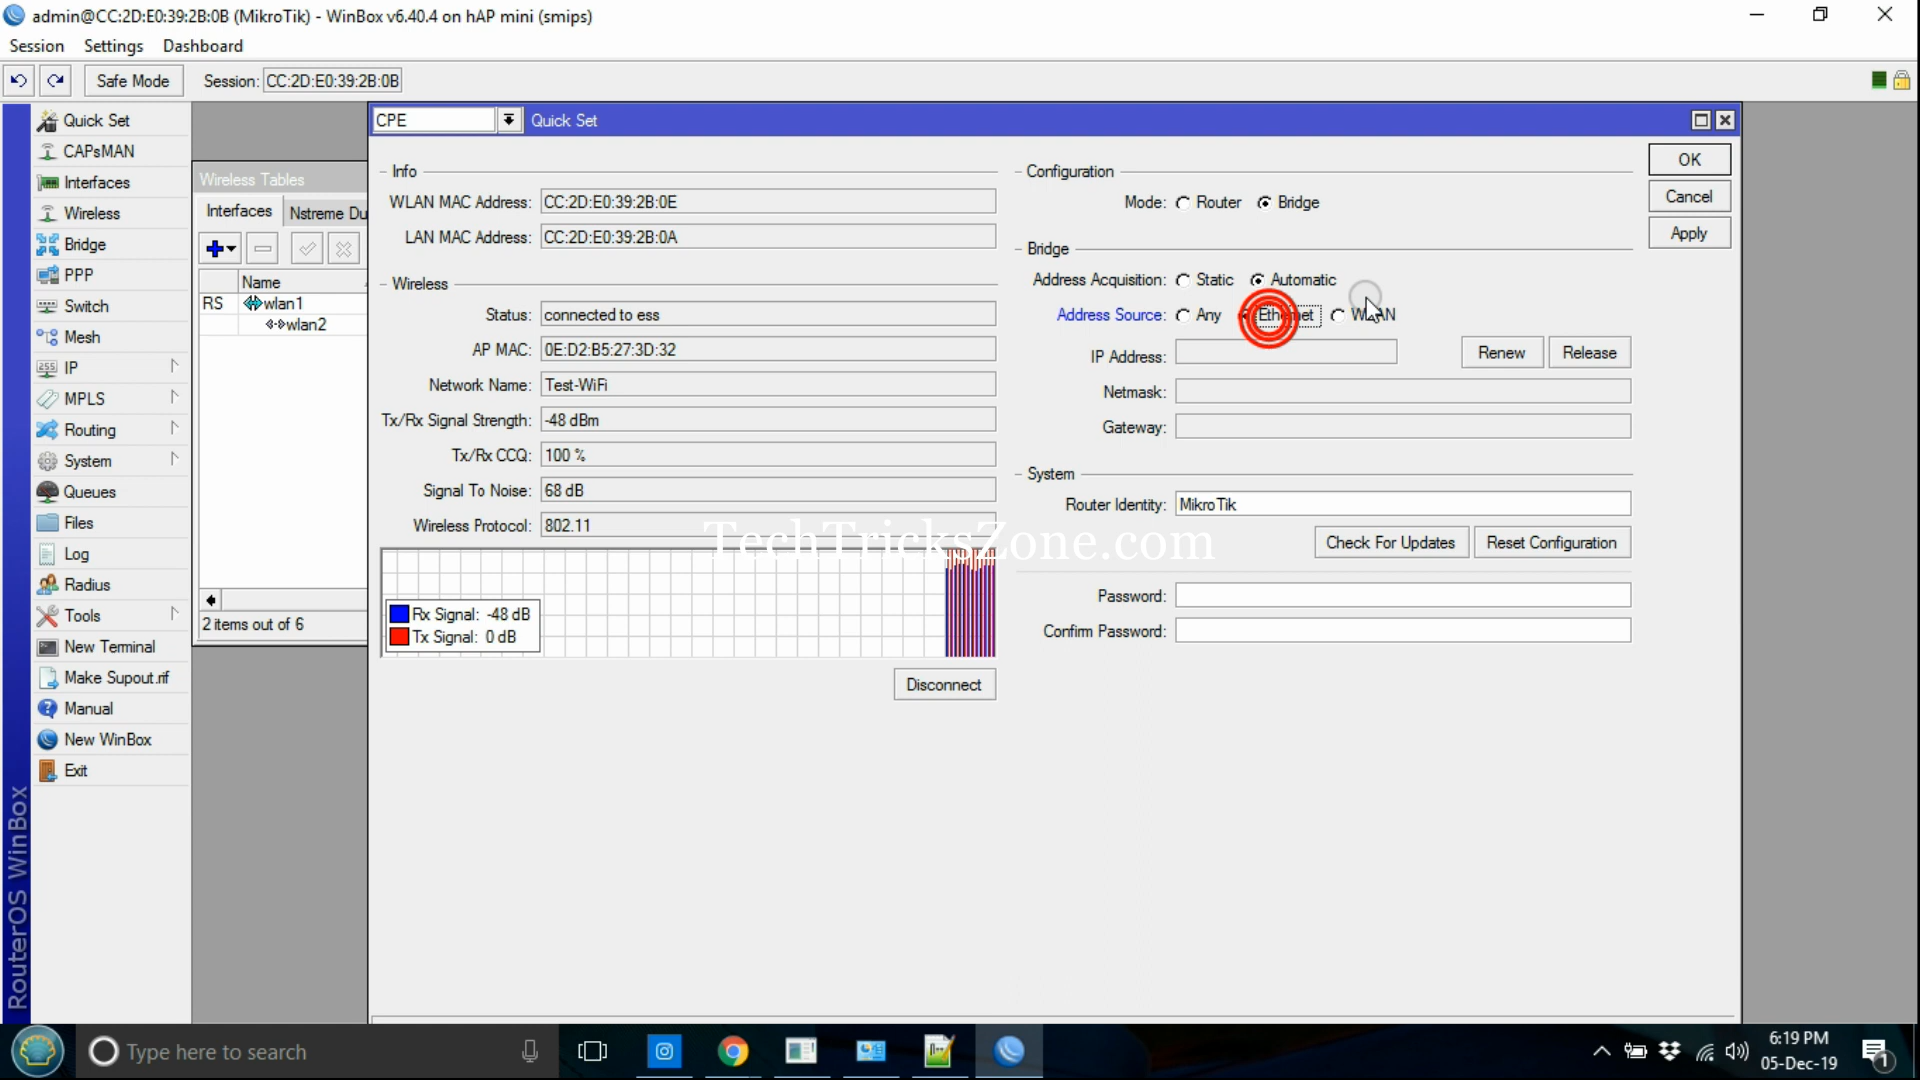 admin@CC:2D:E0:39:2B:0B (MikroTik) - WinBox v6.40.4 on hAP mini (smips)
Session Settings Dashboard
Safe Mode Session: CC:2D:E0:39:2B:0B
Quick Set
CAPsMAN
Interfaces
Wireless
Bridge
PPP
Switch
Mesh
IP
MPLS
Routing
System
Queues
Files
Log
Radius
Tools
New Terminal
Make Supout.rif
Manual
New WinBox
Exit
RouterOS WinBox
Wireless Tables
Interfaces Nstreme Du
Name
RS wlan1
wlan2
2 items out of 6
CPE Quick Set
Info
WLAN MAC Address: CC:2D:E0:39:2B:0E
LAN MAC Address: CC:2D:E0:39:2B:0A
Wireless
Status: connected to ess
AP MAC: 0E:D2:B5:27:3D:32
Network Name: Test-WiFi
Tx/Rx Signal Strength: -48 dBm
Tx/Rx CCQ: 100 %
Signal To Noise: 68 dB
Wireless Protocol: 802.11
Rx Signal: -48 dB
Tx Signal: 0 dB
Disconnect
Configuration
Mode: Router Bridge
Bridge
Address Acquisition: Static Automatic
Address Source: Any Ethernet WLAN
IP Address: Renew Release
Netmask:
Gateway:
System
Router Identity: MikroTik
Check For Updates Reset Configuration
Password:
Confirm Password:
OK
Cancel
Apply
TechTricksZone.com
Type here to search
6:19 PM
05-Dec-19
1